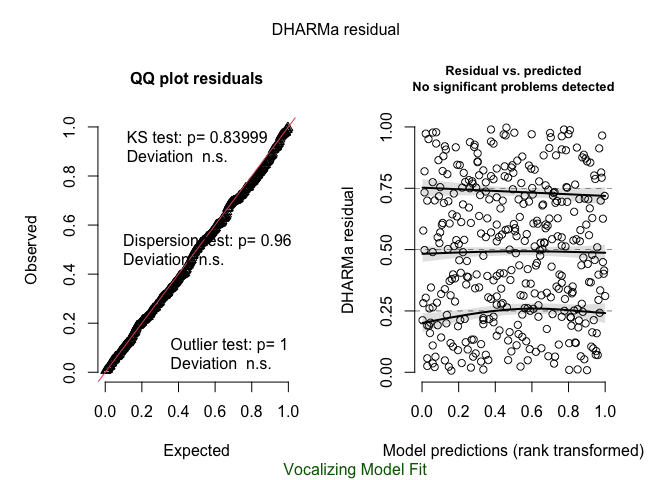 DHARMa residual
QQ plot residuals
KS test: p= 0.83999
Deviation n.s.
Dispersion test: p= 0.96
Deviation n.s.
Outlier test: p= 1
Deviation n.s.
Observed
0.0 0.2 0.4 0.6 0.8 1.0
0.0 0.2 0.4 0.6 0.8 1.0
Expected
Residual vs. predicted
No significant problems detected
DHARMa residual
0.00 0.25 0.50 0.75 1.00
0.0 0.2 0.4 0.6 0.8 1.0
Model predictions (rank transformed)
Vocalizing Model Fit